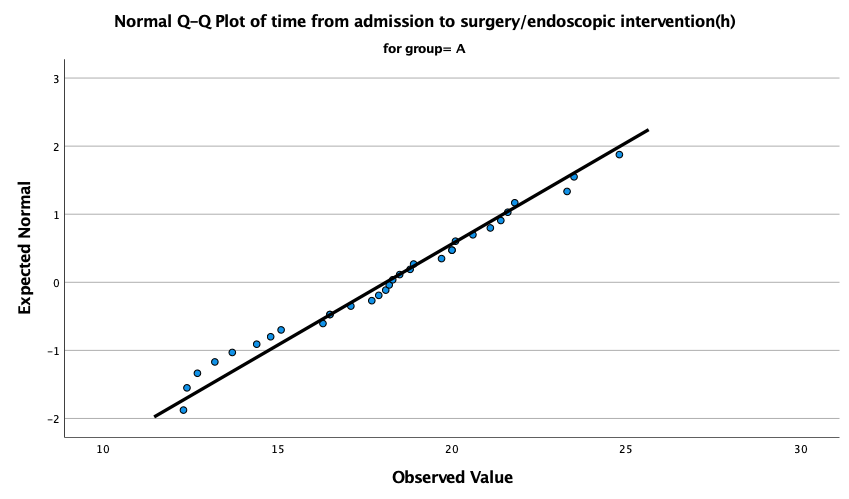 Normal Q-Q Plot of time from admission to surgery/endoscopic intervention(h)
for group= A
Expected Normal
3
2
1
0
-1
-2
10 15 20 25 30
Observed Value